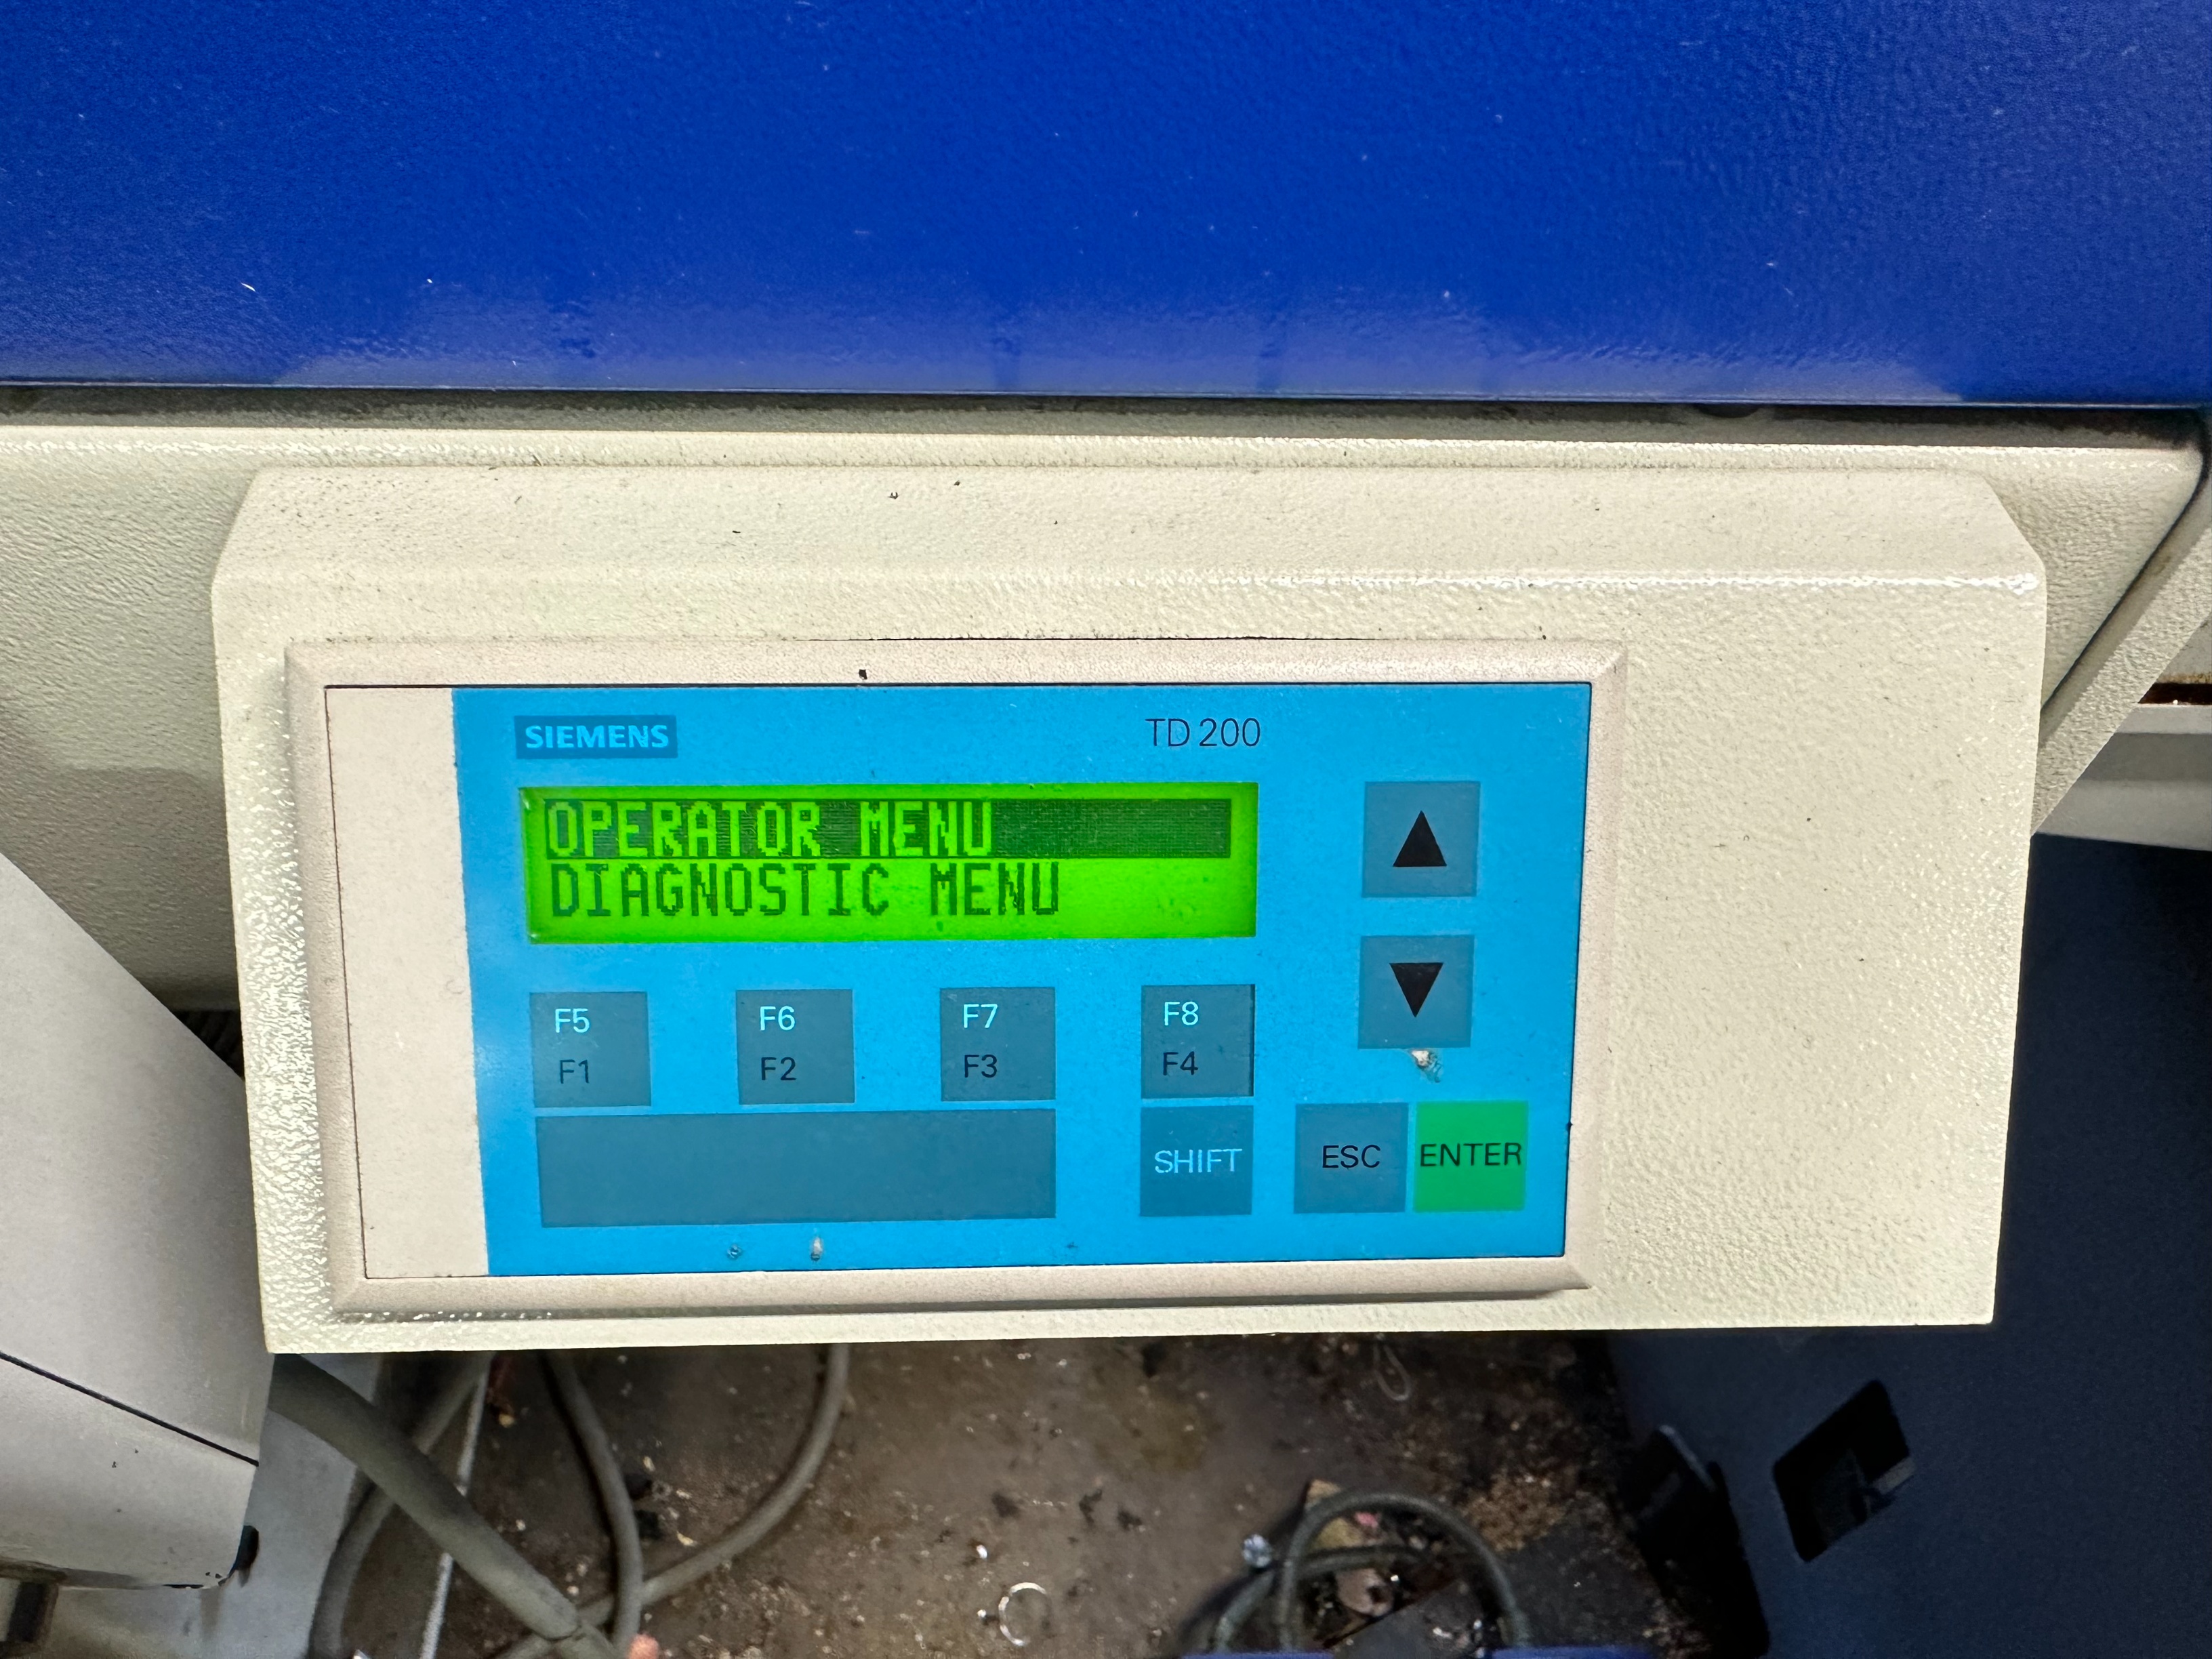 SIEMENS TD 200
OPERATOR MENU
DIAGNOSTIC MENU
F5 F6 F7 F8
F1 F2 F3 F4
SHIFT ESC ENTER